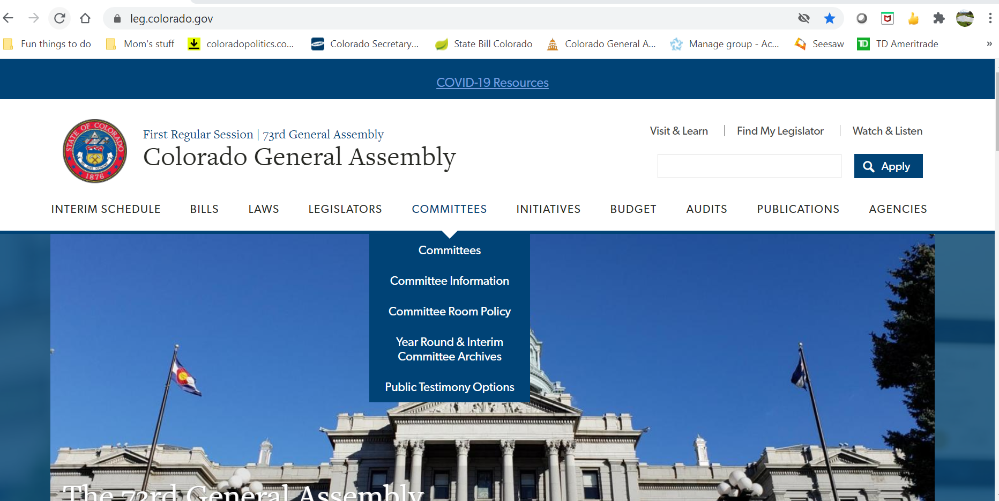 leg.colorado.gov
Fun things to do
Mom's stuff
coloradopolitics.co...
Colorado Secretary...
State Bill Colorado
Colorado General A...
Manage group - Ac...
TD
Seesaw
TD Ameritrade
»
COVID-19 Resources
STATE OF COLORADO
1876
First Regular Session | 73rd General Assembly
Colorado General Assembly
Visit & Learn
Find My Legislator
Watch & Listen
Apply
INTERIM SCHEDULE
BILLS
LAWS
LEGISLATORS
COMMITTEES
INITIATIVES
BUDGET
AUDITS
PUBLICATIONS
AGENCIES
Committees
Committee Information
Committee Room Policy
Year Round & Interim
Committee Archives
Public Testimony Options
The 73rd General Assembly